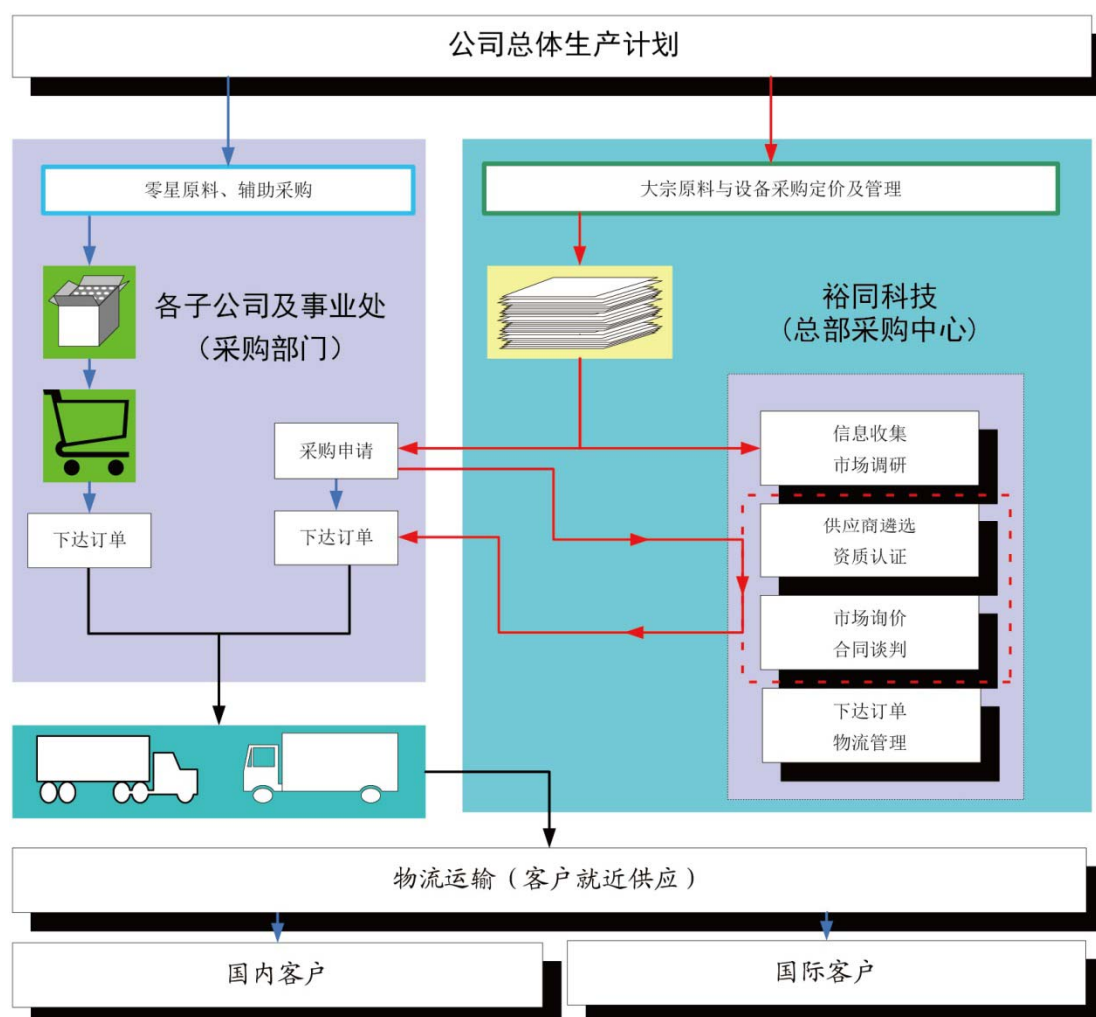 公司总体生产计划
零星原料、辅助采购
大宗原料与设备采购定价及管理
各子公司及事业处
（采购部门）
裕同科技
(总部采购中心)
采购申请
信息收集
市场调研
下达订单
下达订单
供应商遴选
资质认证
市场询价
合同谈判
下达订单
物流管理
物流运输（客户就近供应）
国内客户
国际客户